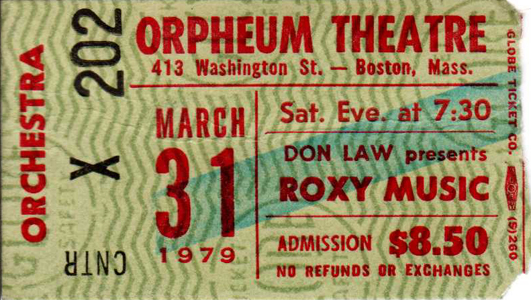 ORCHESTRA
X 202
CNTR
ORPHEUM THEATRE
413 Washington St. — Boston, Mass.
MARCH
31
1979
Sat. Eve. at 7:30
DON LAW presents
ROXY MUSIC
ADMISSION $8.50
NO REFUNDS OR EXCHANGES
GLOBE TICKET CO.
(S)260